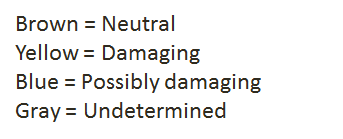 Brown = Neutral
Yellow = Damaging
Blue = Possibly damaging
Gray = Undetermined